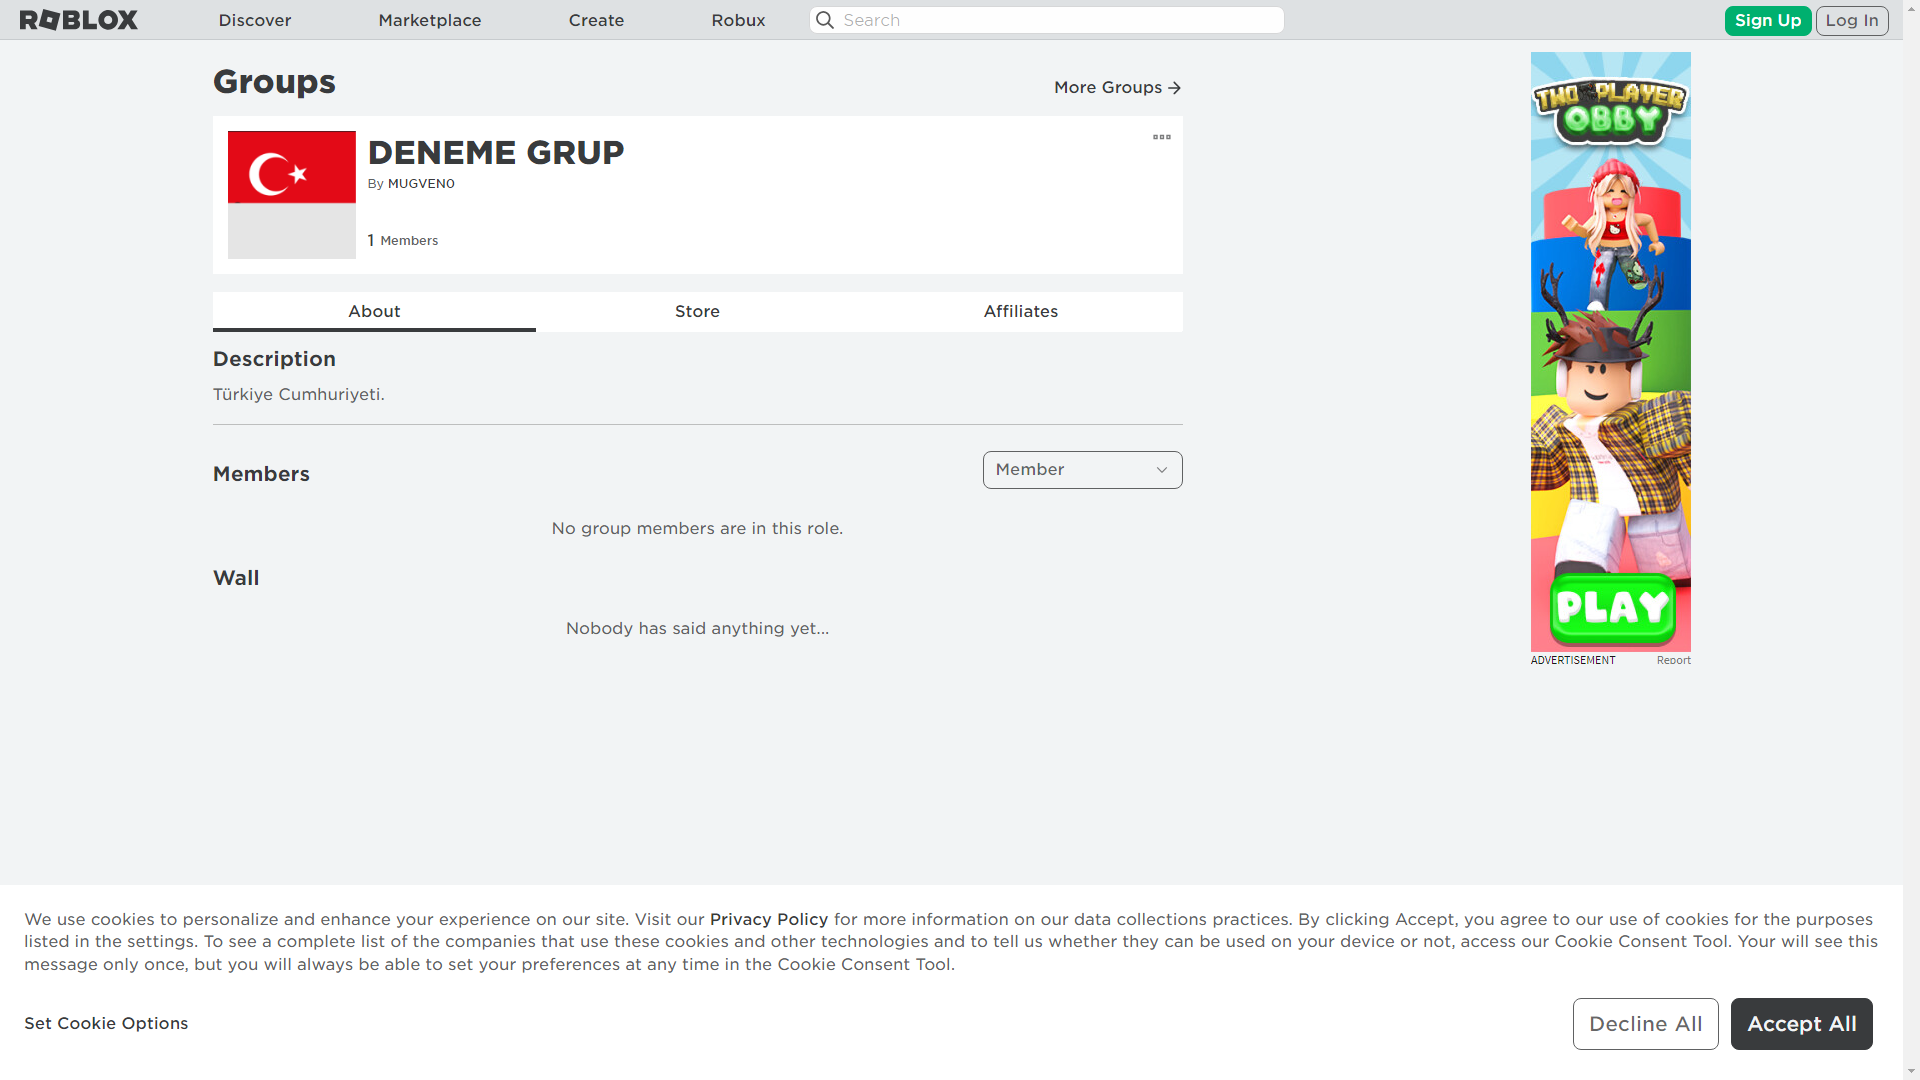 ROBLOX
Discover
Marketplace
Create
Robux
Search
Sign Up
Log In
Groups
More Groups
DENEME GRUP
By MUGVEN0
1 Members
About
Store
Affiliates
Description
Türkiye Cumhuriyeti.
Members
Member
No group members are in this role.
Wall
Nobody has said anything yet...
TWO PLAYER
OBBY
PLAY
ADVERTISEMENT
Report
We use cookies to personalize and enhance your experience on our site. Visit our Privacy Policy for more information on our data collections practices. By clicking Accept, you agree to our use of cookies for the purposes
listed in the settings. To see a complete list of the companies that use these cookies and other technologies and to tell us whether they can be used on your device or not, access our Cookie Consent Tool. Your will see this
message only once, but you will always be able to set your preferences at any time in the Cookie Consent Tool.
Set Cookie Options
Decline All
Accept All